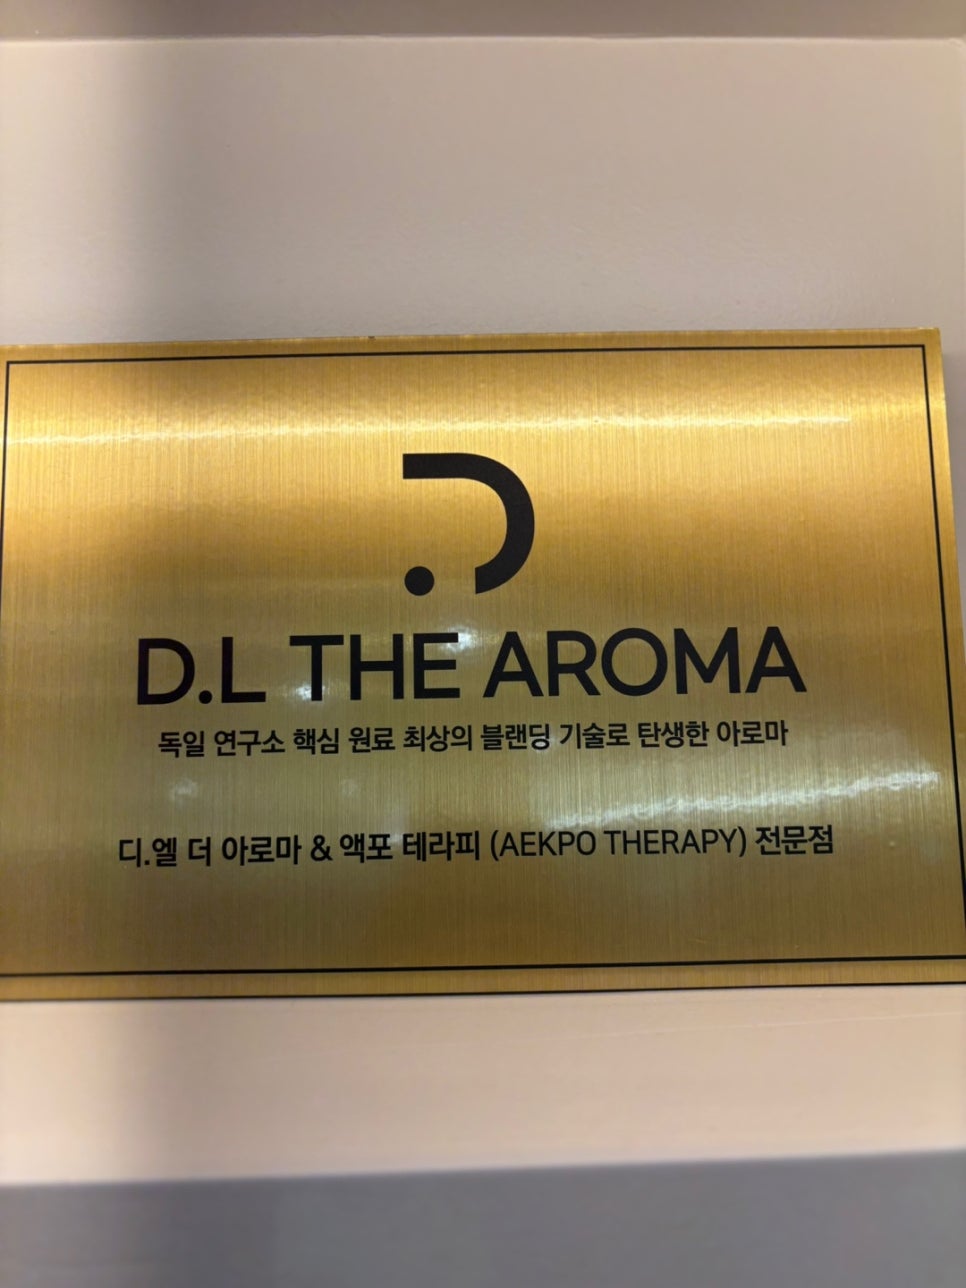 D.L THE AROMA
독일 연구소 핵심 원료 최상의 블랜딩 기술로 탄생한 아로마
디.엘 더 아로마 & 액포 테라피 (AEKPO THERAPY) 전문점